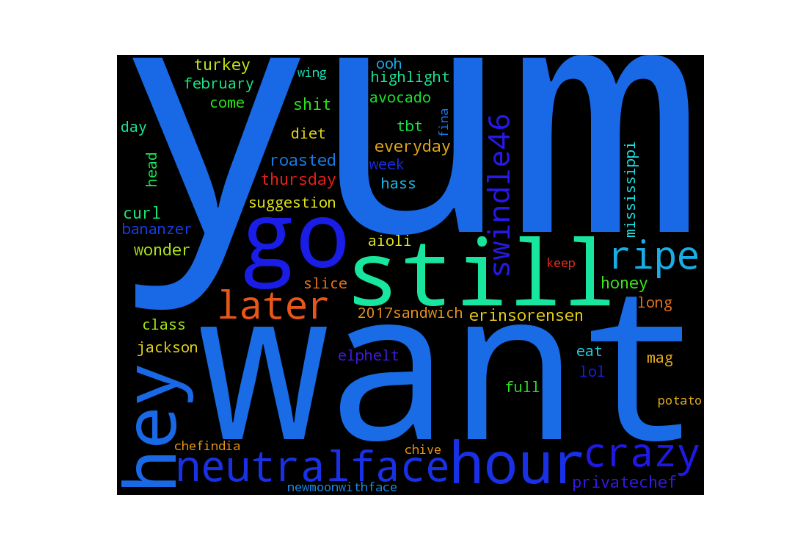 yum
turkey
wing
ooh
highlight
february
come
shit
avocado
day
diet
tbt
fina
everyday
swindle46
mississippi
head
roasted
week
thursday
hass
suggestion
curl
bananzer
wonder
go
aioli
still
ripe
keep
slice
honey
later
2017sandwich
erinsorensen
long
class
want
jackson
elphelt
eat
mag
lol
full
potato
hey
chefindia
chive
neutralface
hour
crazy
newmoonwithface
privatechef